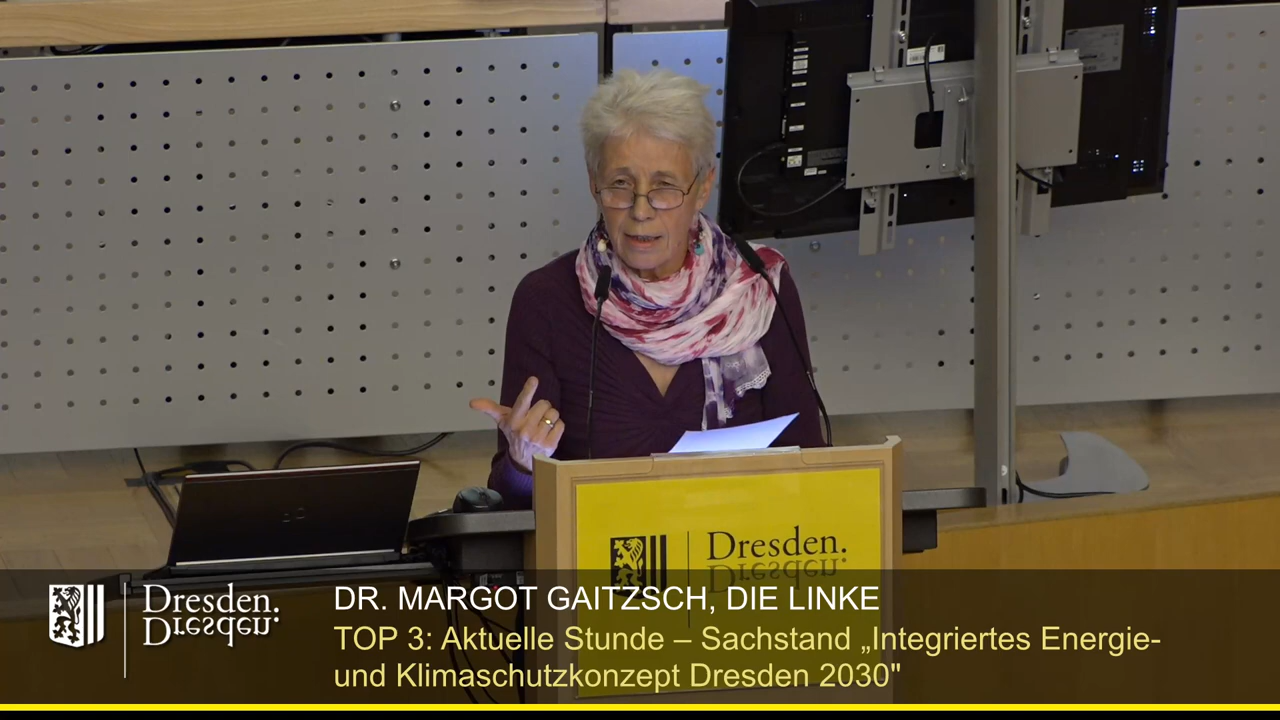 Dresden.
Dresden.
Dresden.
Dresden.
DR. MARGOT GAITZSCH, DIE LINKE
TOP 3: Aktuelle Stunde – Sachstand „Integriertes Energie-
und Klimaschutzkonzept Dresden 2030"